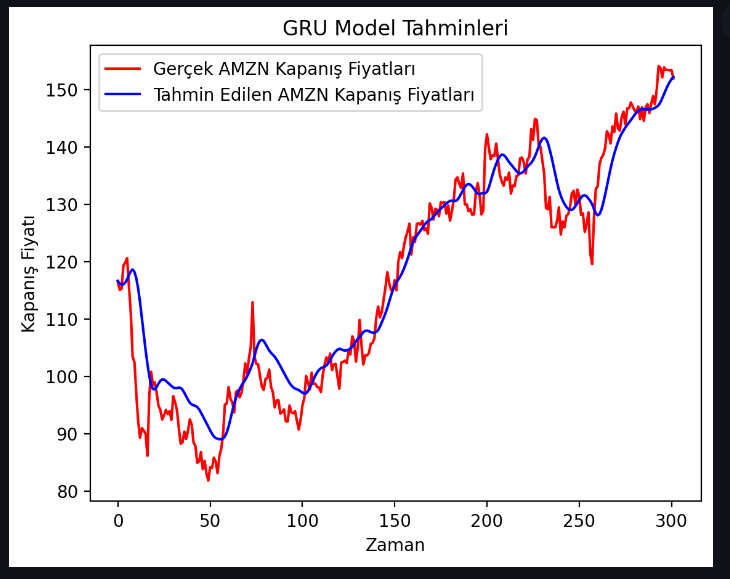 GRU Model Tahminleri
Gerçek AMZN Kapanış Fiyatları
Tahmin Edilen AMZN Kapanış Fiyatları
Kapanış Fiyatı
150
140
130
120
110
100
90
80
0 50 100 150 200 250 300
Zaman